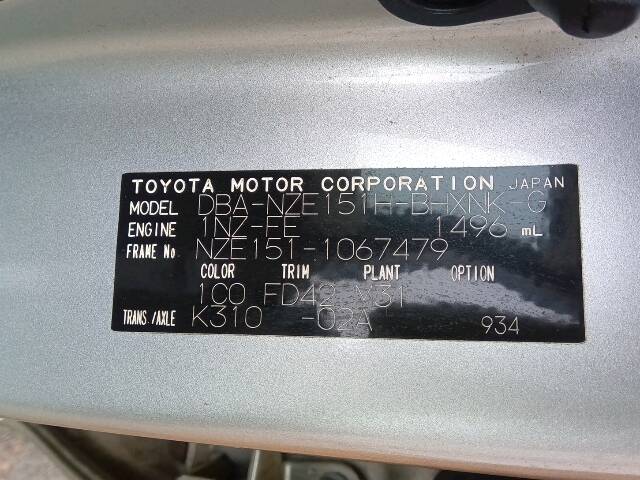 TOYOTA MOTOR CORPORATION JAPAN
MODEL DBA-NZE151H-BHXNK-G
ENGINE 1NZ-FE 1496 mL
FRAME No NZE151-1067479
COLOR TRIM PLANT OPTION
1C0 FD42 M31
TRANS./AXLE K310 -02A 934